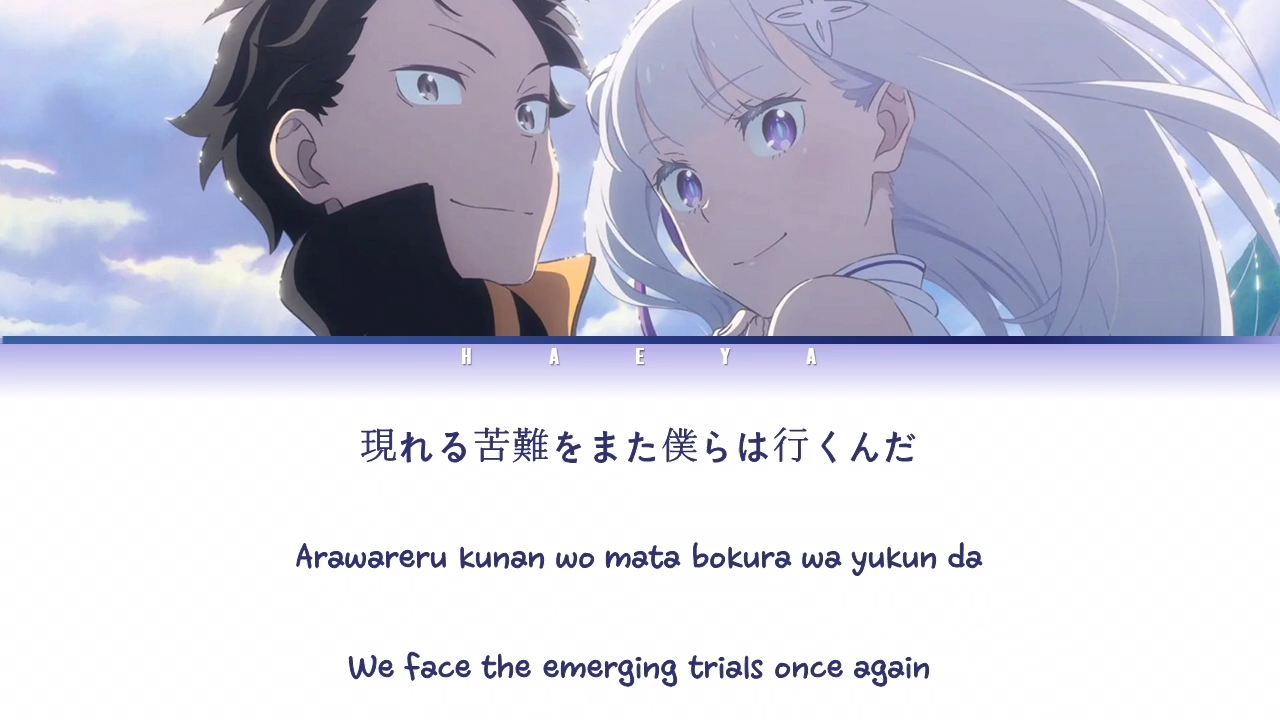 H A E Y A
現れる苦難をまた僕らは行くんだ
Arawareru kunan wo mata bokura wa yukun da
We face the emerging trials once again